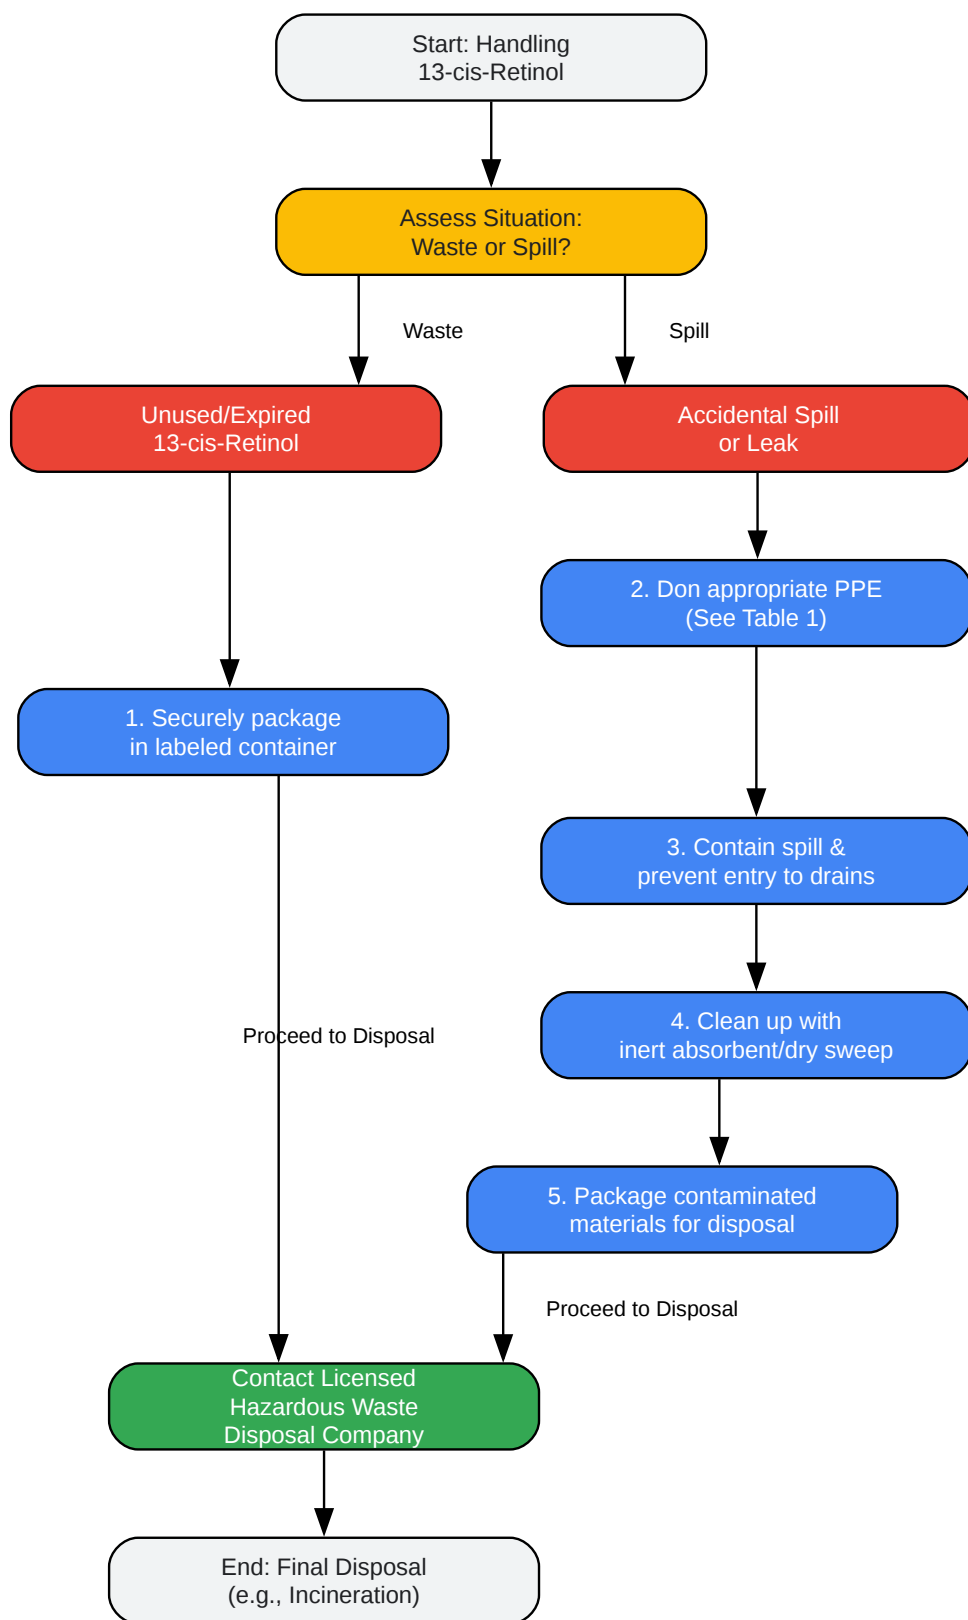 Start: Handling
13-cis-Retinol
Assess Situation:
Waste or Spill?
Waste
Spill
Unused/Expired
13-cis-Retinol
Accidental Spill
or Leak
2. Don appropriate PPE
(See Table 1)
1. Securely package
in labeled container
3. Contain spill &
prevent entry to drains
4. Clean up with
inert absorbent/dry sweep
Proceed to Disposal
5. Package contaminated
materials for disposal
Proceed to Disposal
Contact Licensed
Hazardous Waste
Disposal Company
End: Final Disposal
(e.g., Incineration)